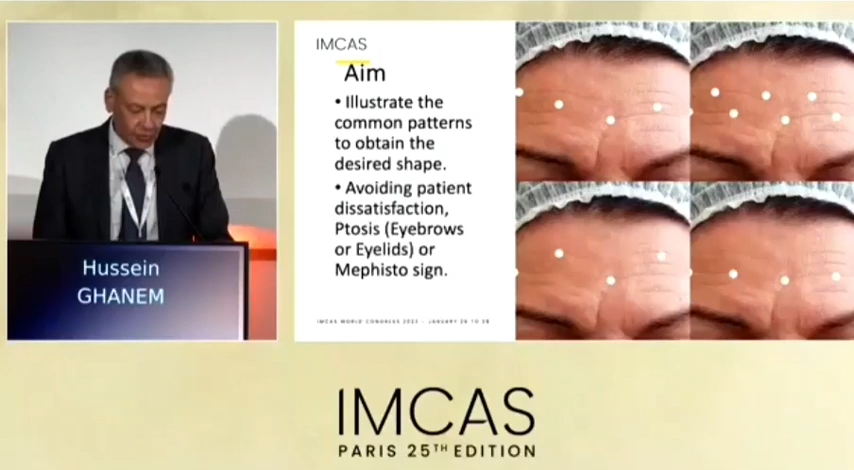 Hussein
GHANEM
IMCAS
Aim
• Illustrate the
common patterns
to obtain the
desired shape.
• Avoiding patient
dissatisfaction,
Ptosis (Eyebrows
or Eyelids) or
Mephisto sign.
IMCAS WORLD CONGRESS 2023 - JANUARY 26 TO 28
IMCAS
PARIS 25TH EDITION